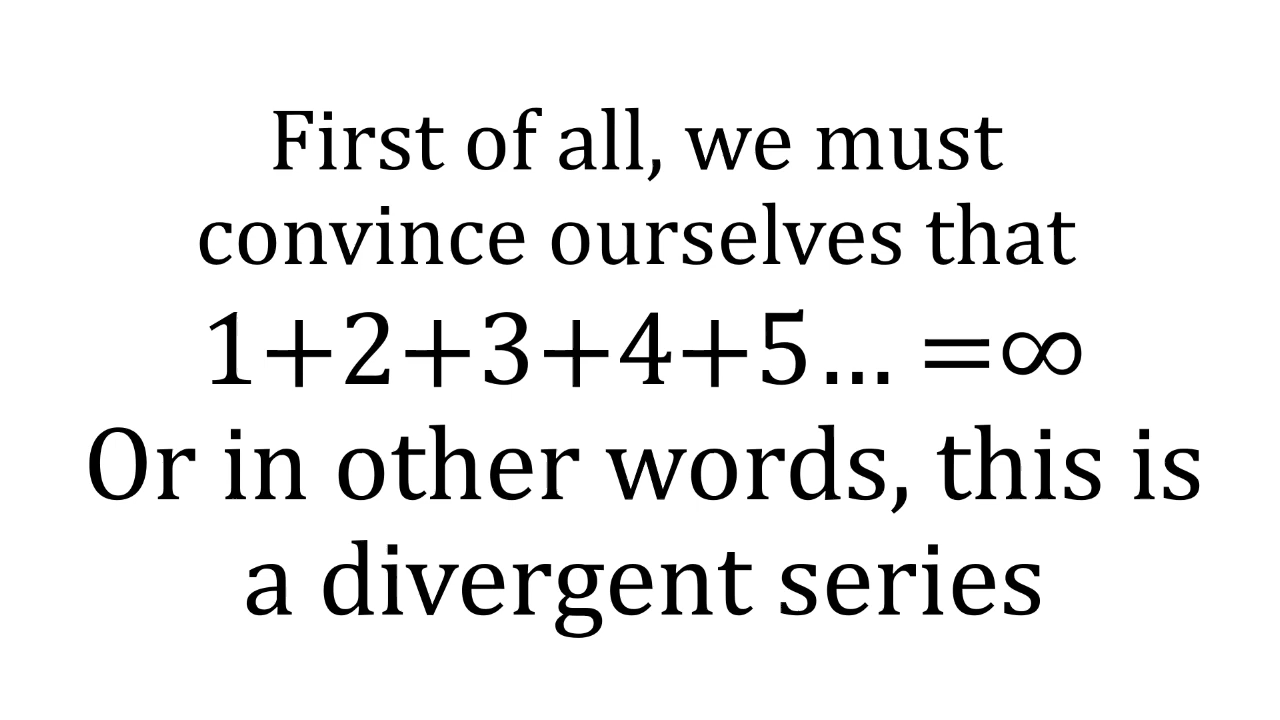 First of all, we must
convince ourselves that
1+2+3+4+5... =∞
Or in other words, this is
a divergent series